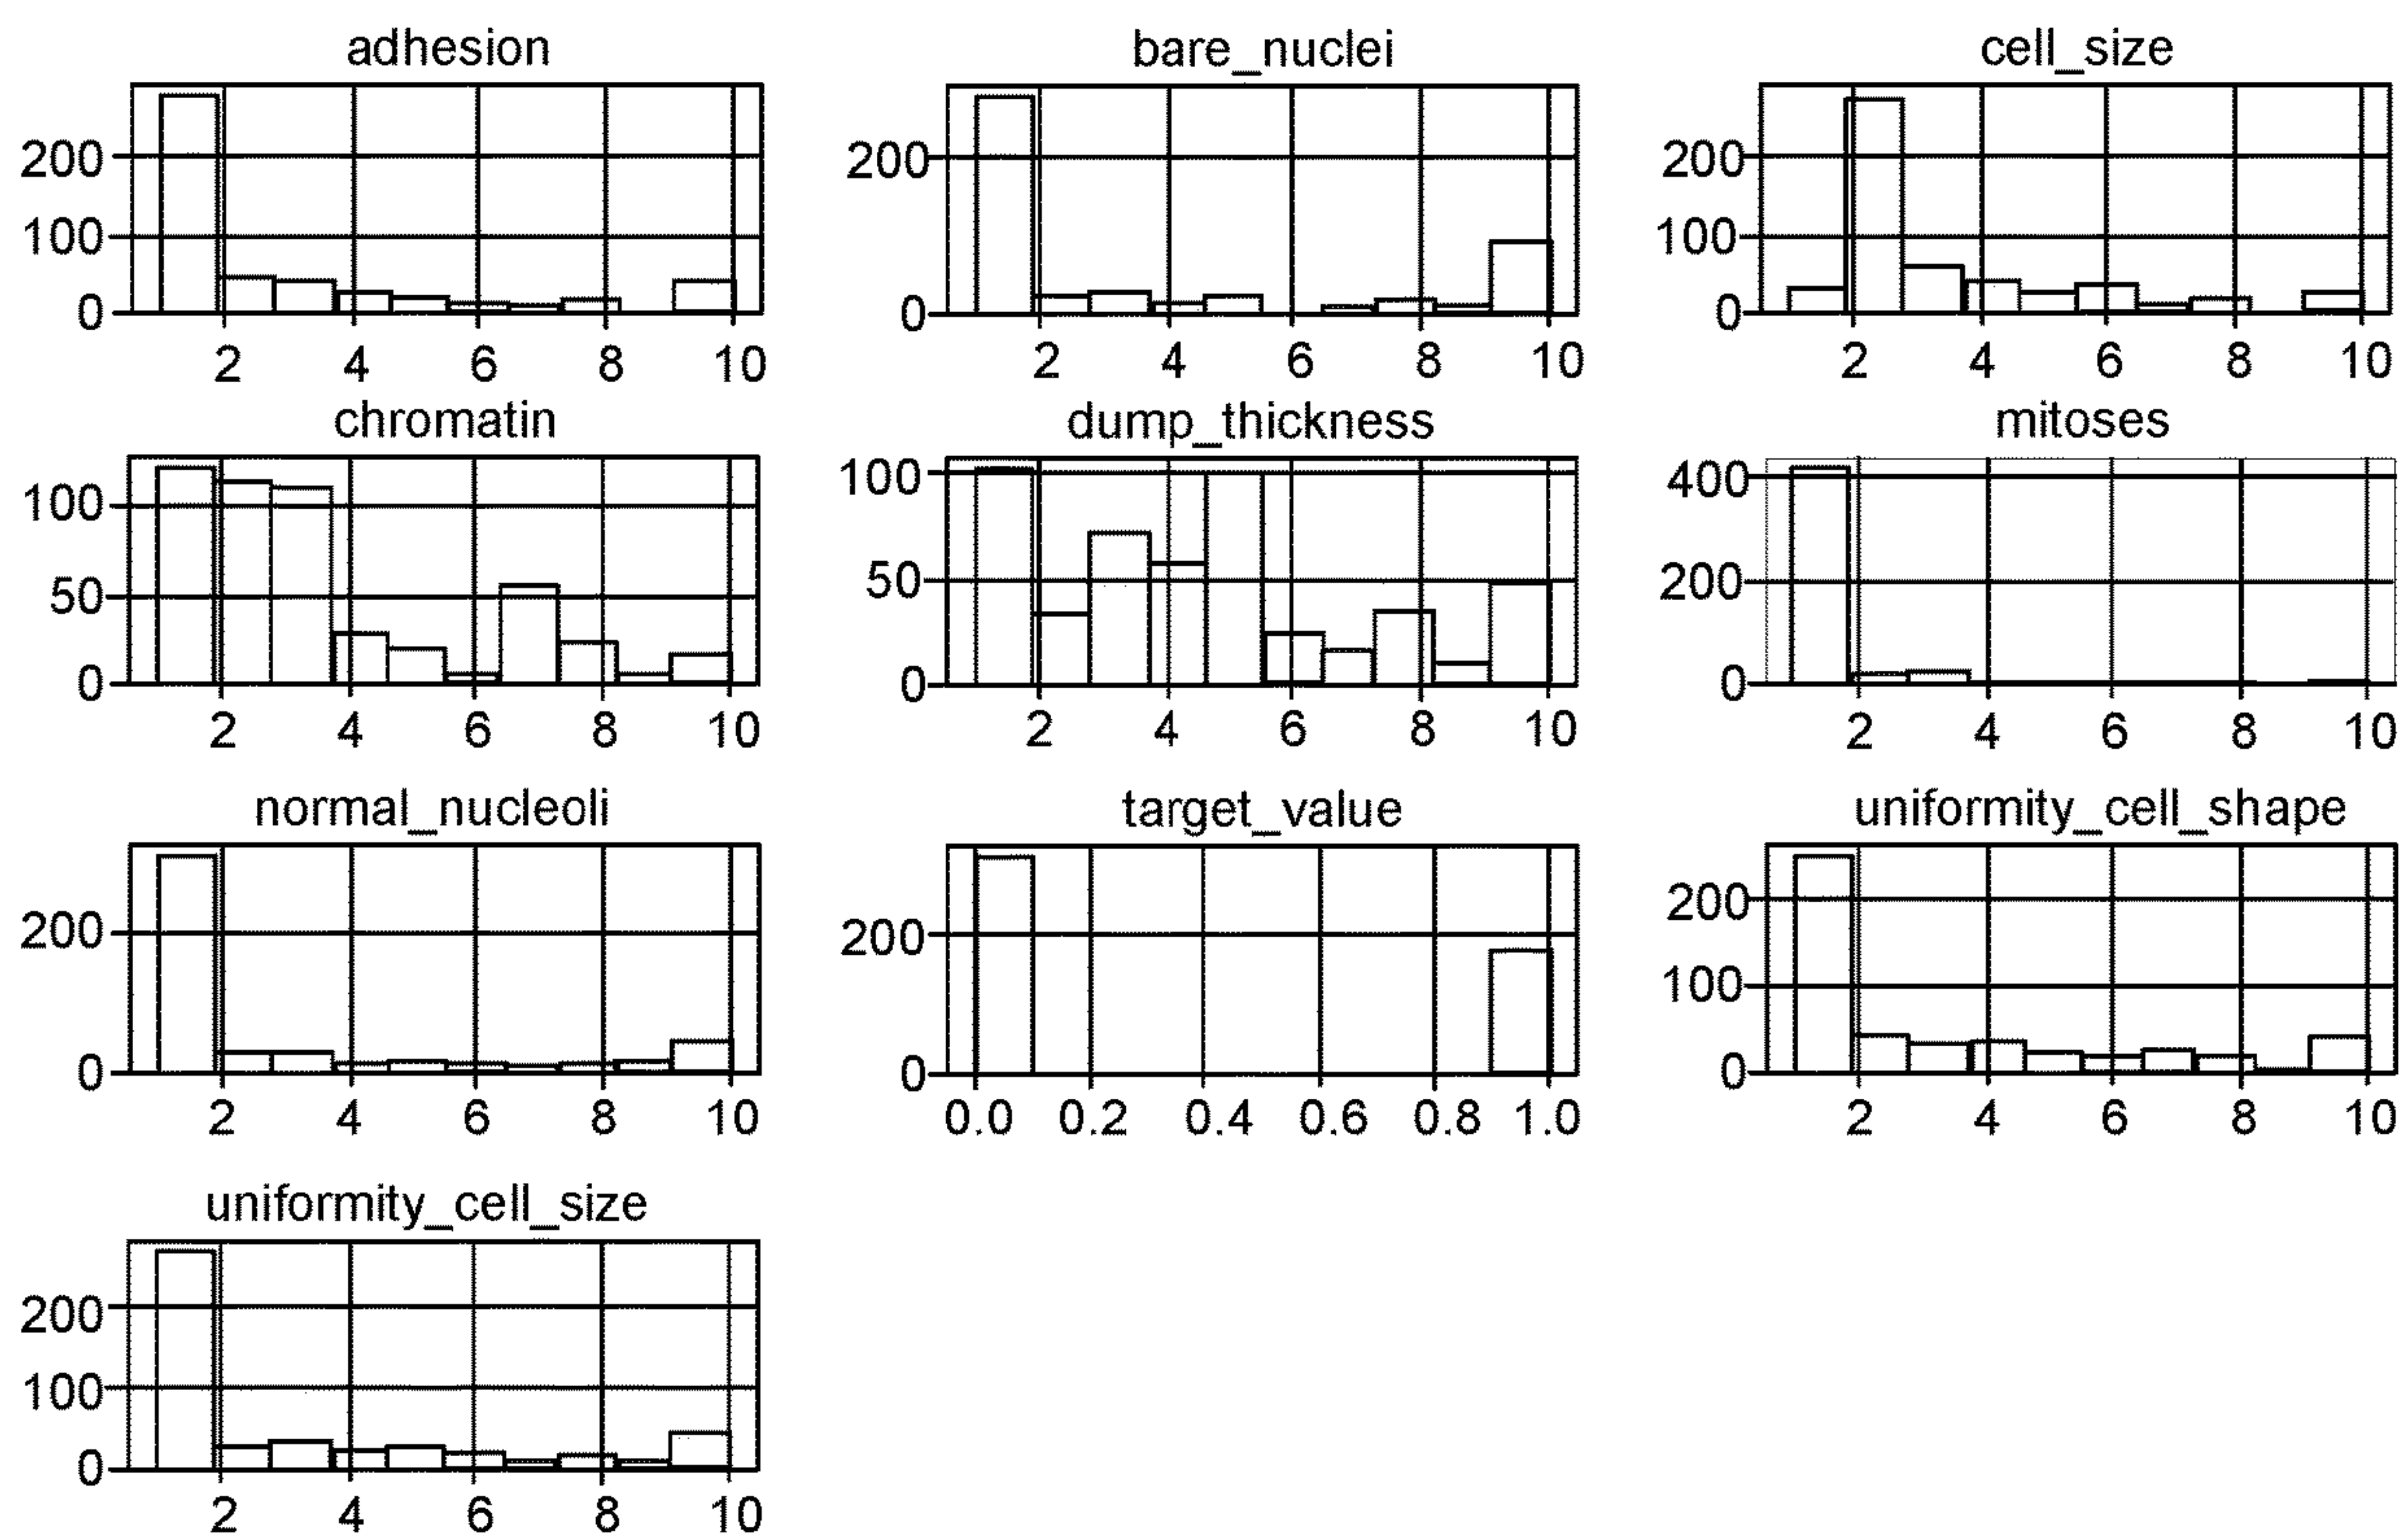 adhesion
200
100
0
2 4 6 8 10
bare_nuclei
200
0
2 4 6 8 10
cell_size
200
100
0
2 4 6 8 10
chromatin
100
50
0
2 4 6 8 10
dump_thickness
100
50
0
2 4 6 8 10
mitoses
400
200
0
2 4 6 8 10
normal_nucleoli
200
0
2 4 6 8 10
target_value
200
0
0.0 0.2 0.4 0.6 0.8 1.0
uniformity_cell_shape
200
100
0
2 4 6 8 10
uniformity_cell_size
200
100
0
2 4 6 8 10